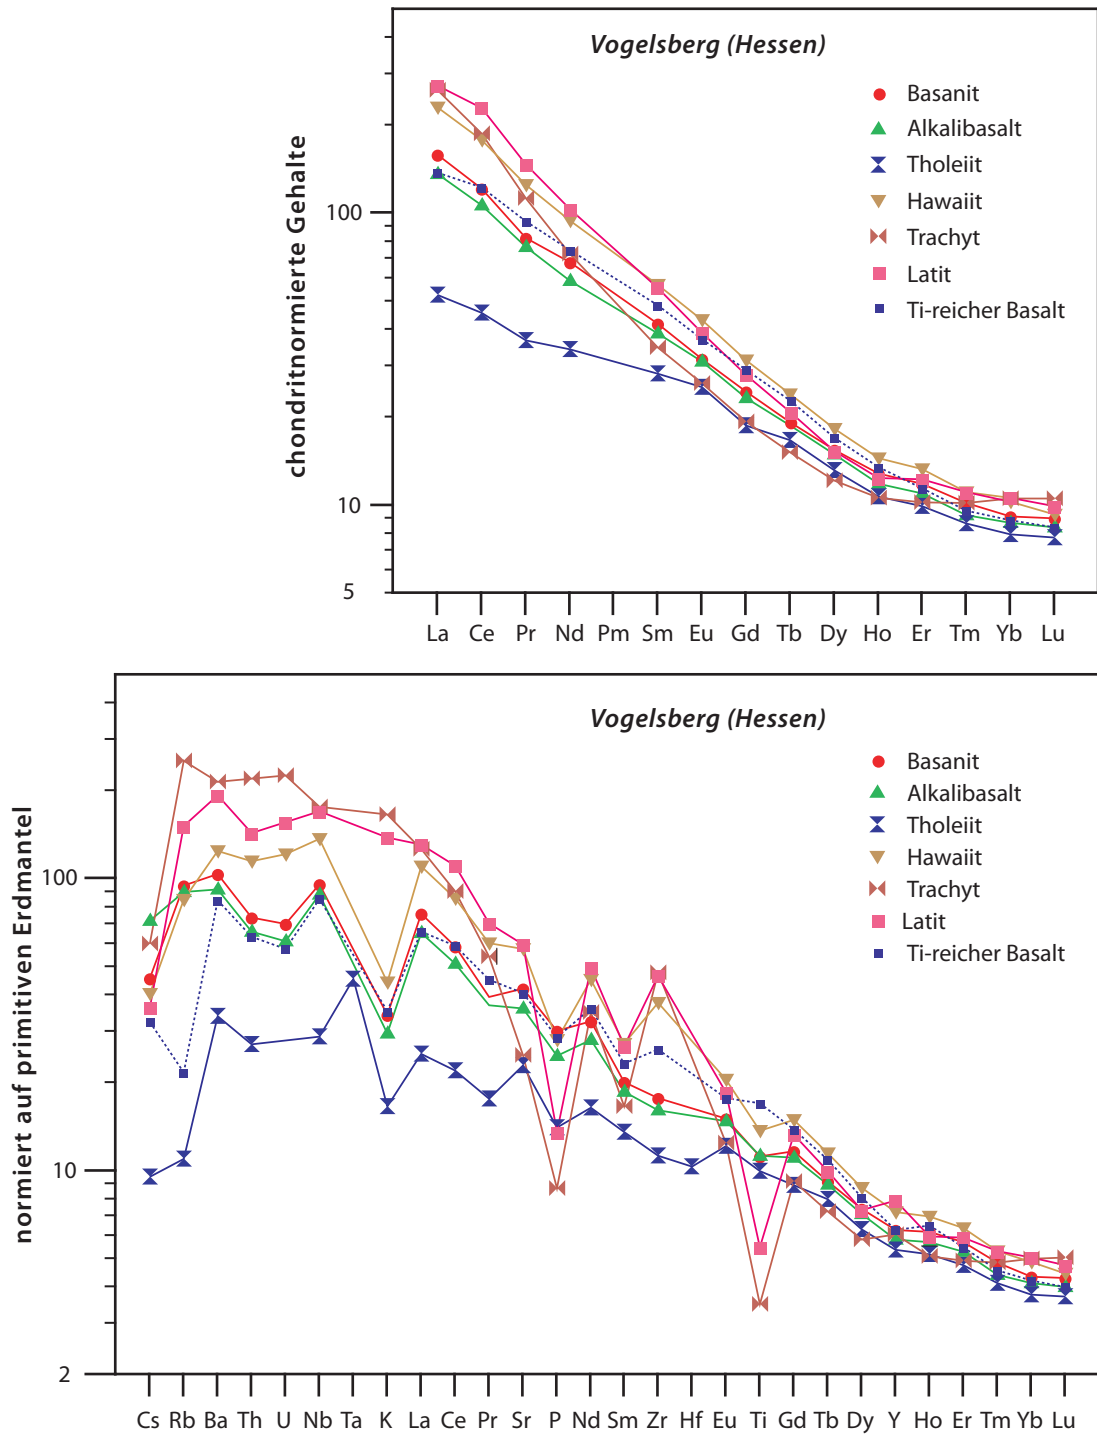 Vogelsberg (Hessen)
Basanit
Alkalibasalt
Tholeiit
Hawaiit
Trachyt
Latit
Ti-reicher Basalt
chondritnormierte Gehalte
100
10
5
La Ce Pr Nd Pm Sm Eu Gd Tb Dy Ho Er Tm Yb Lu
Vogelsberg (Hessen)
Basanit
Alkalibasalt
Tholeiit
Hawaiit
Trachyt
Latit
Ti-reicher Basalt
normiert auf primitiven Erdmantel
100
10
2
Cs Rb Ba Th U Nb Ta K La Ce Pr Sr P Nd Sm Zr Hf Eu Ti Gd Tb Dy Y Ho Er Tm Yb Lu